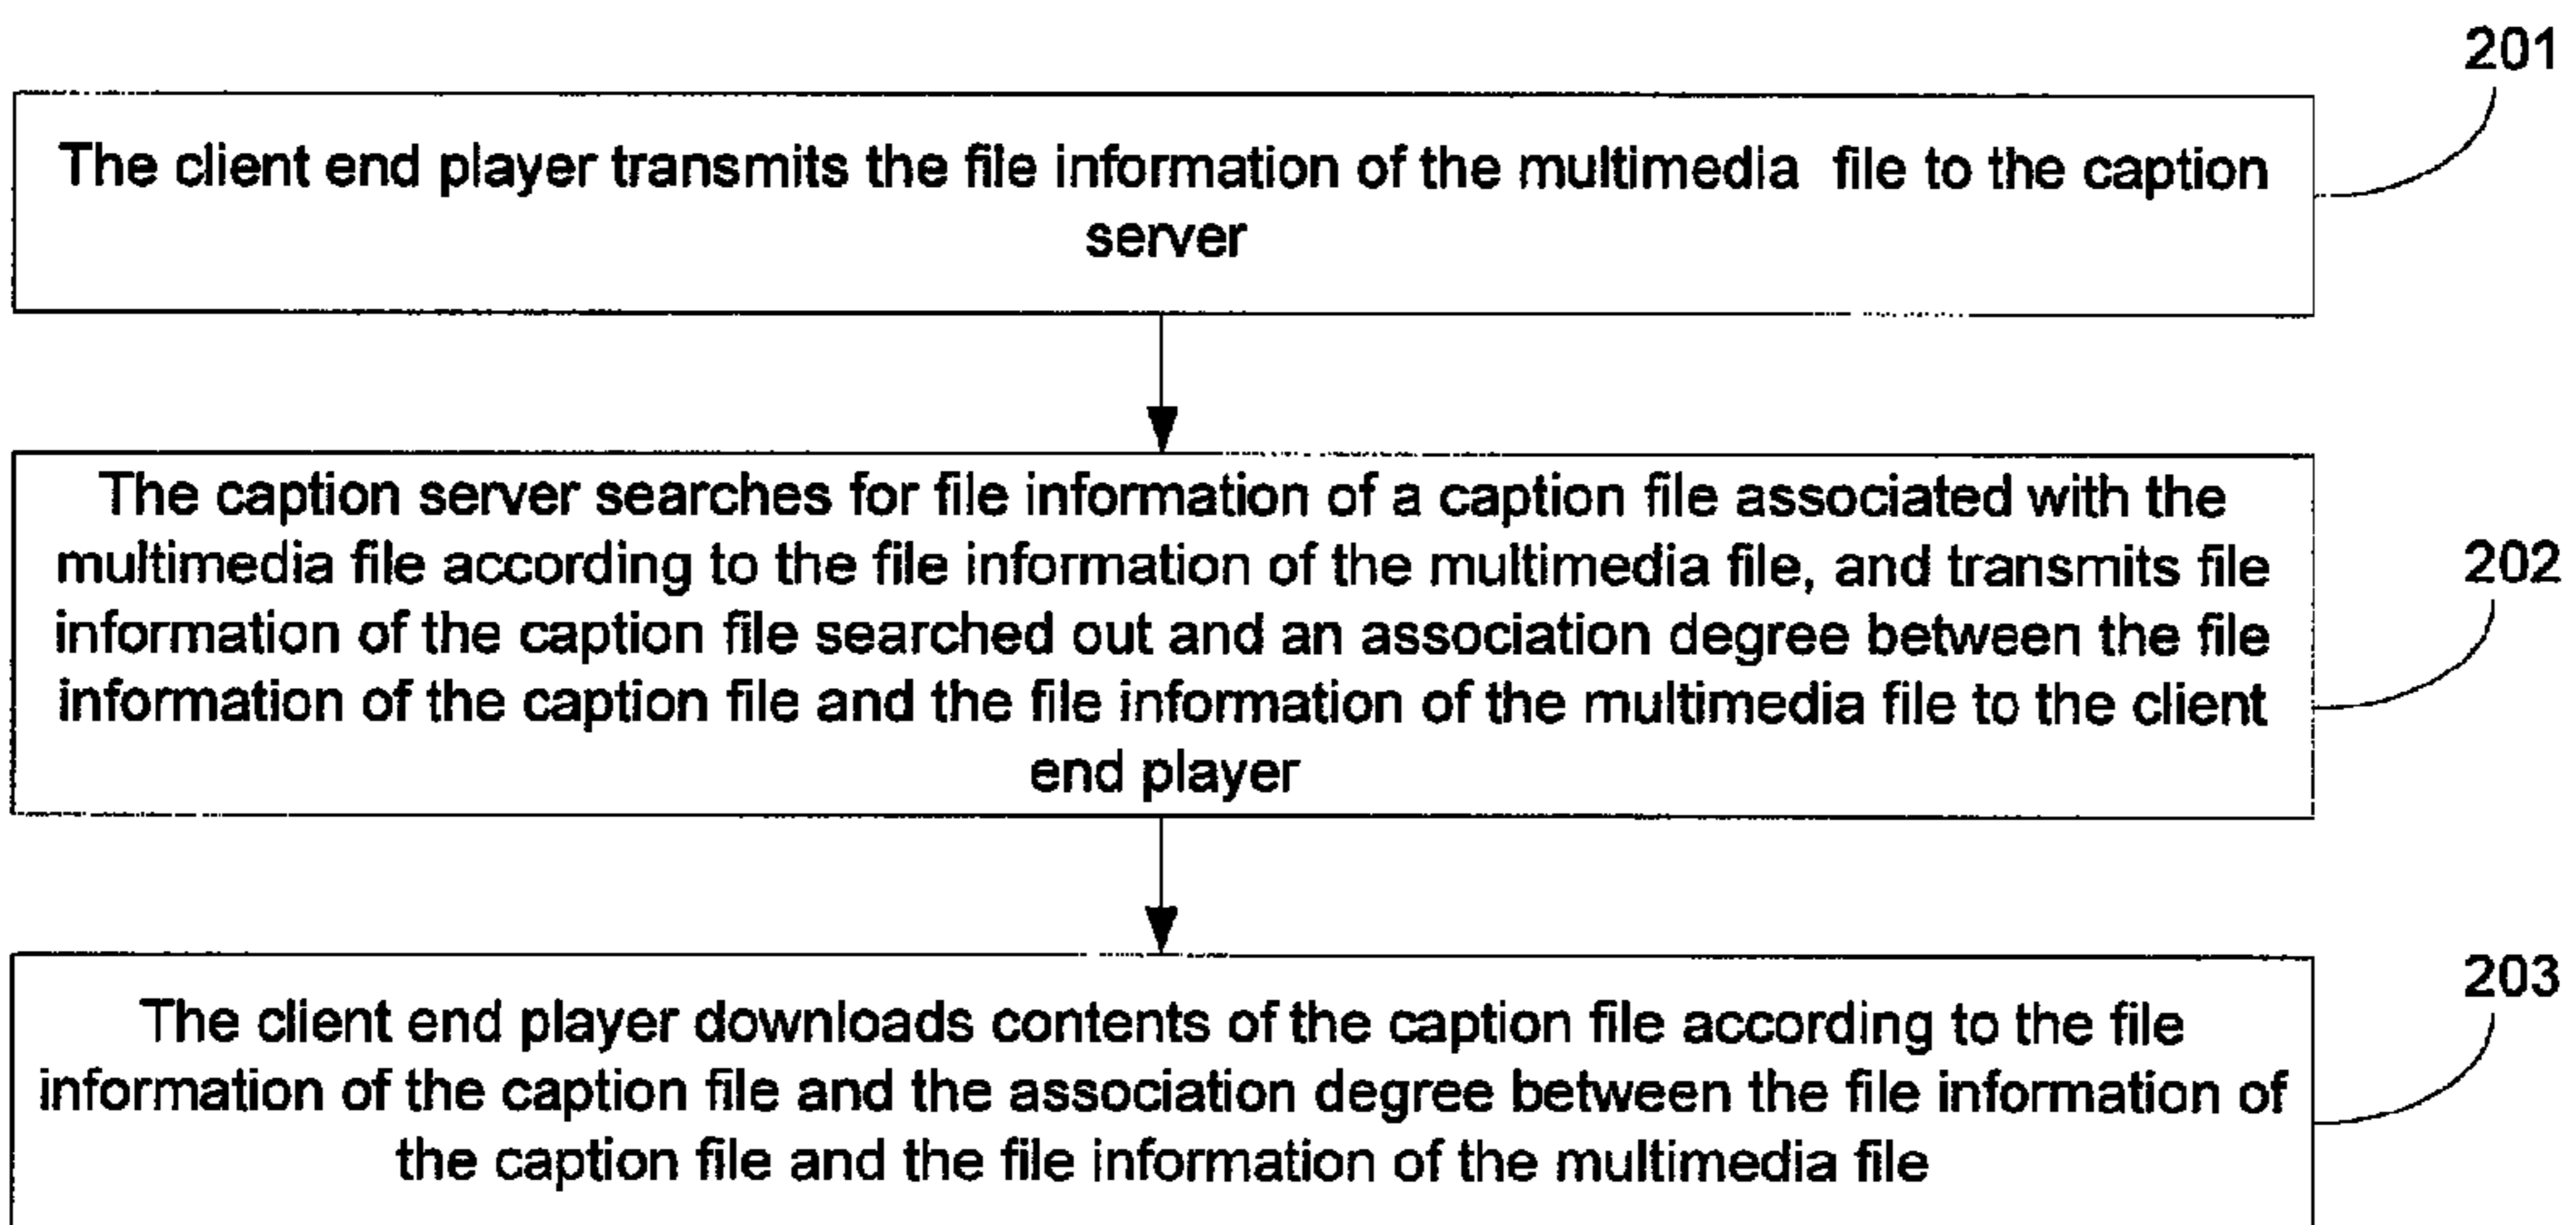 201
The client end player transmits the file information of the multimedia file to the caption
server
The caption server searches for file information of a caption file associated with the
multimedia file according to the file information of the multimedia file, and transmits file
information of the caption file searched out and an association degree between the file
information of the caption file and the file information of the multimedia file to the client
end player
202
The client end player downloads contents of the caption file according to the file
information of the caption file and the association degree between the file information of
the caption file and the file information of the multimedia file
203